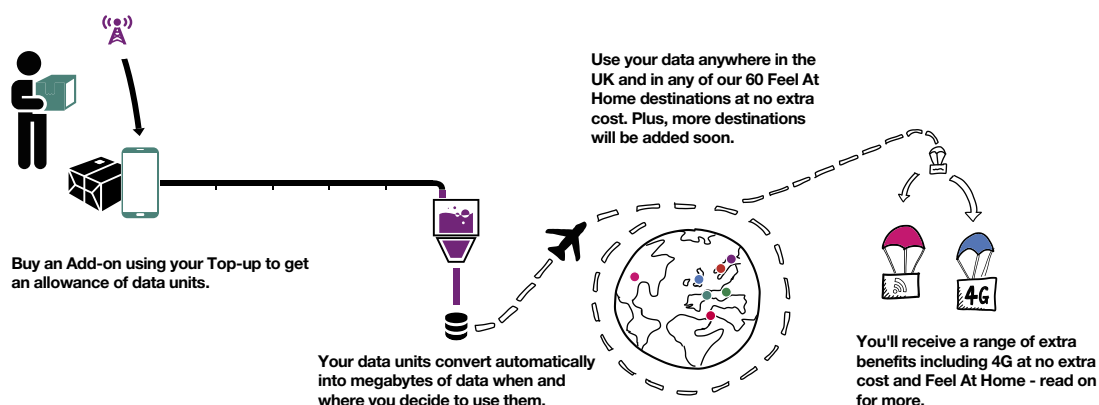 Buy an Add-on using your Top-up to get
an allowance of data units.
Your data units convert automatically
into megabytes of data when and
where you decide to use them.
Use your data anywhere in the
UK and in any of our 60 Feel At
Home destinations at no extra
cost. Plus, more destinations
will be added soon.
4G
You'll receive a range of extra
benefits including 4G at no extra
cost and Feel At Home - read on
for more.